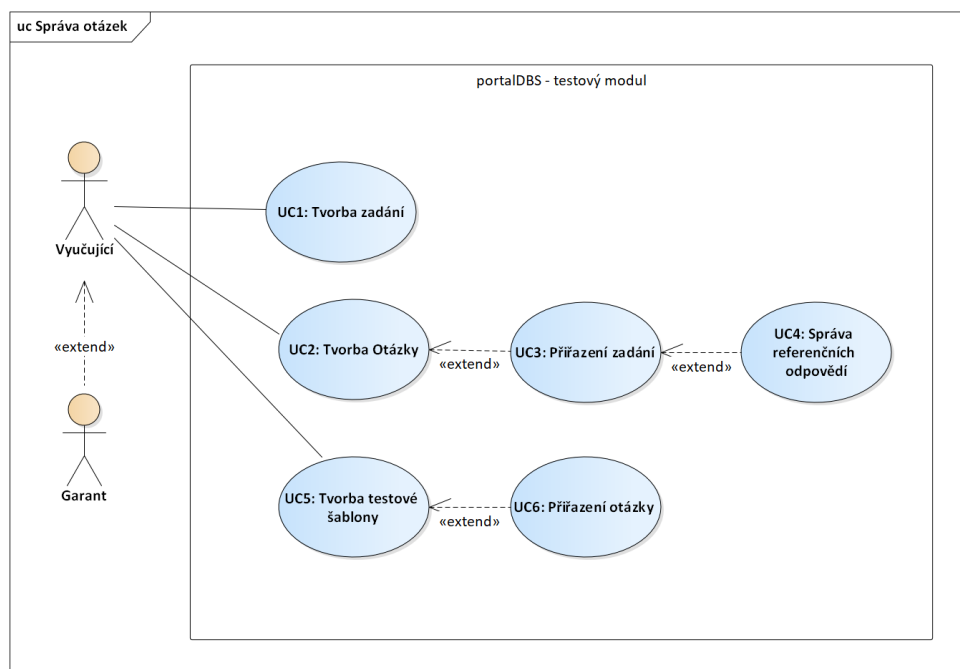 uc Správa otázek
portalDBS - testový modul
Vyučující
«extend»
Garant
UC1: Tvorba zadání
UC2: Tvorba Otázky
«extend»
UC3: Přiřazení zadání
«extend»
UC4: Správa
referenčních
odpovědí
UC5: Tvorba testové
šablony
«extend»
UC6: Přiřazení otázky